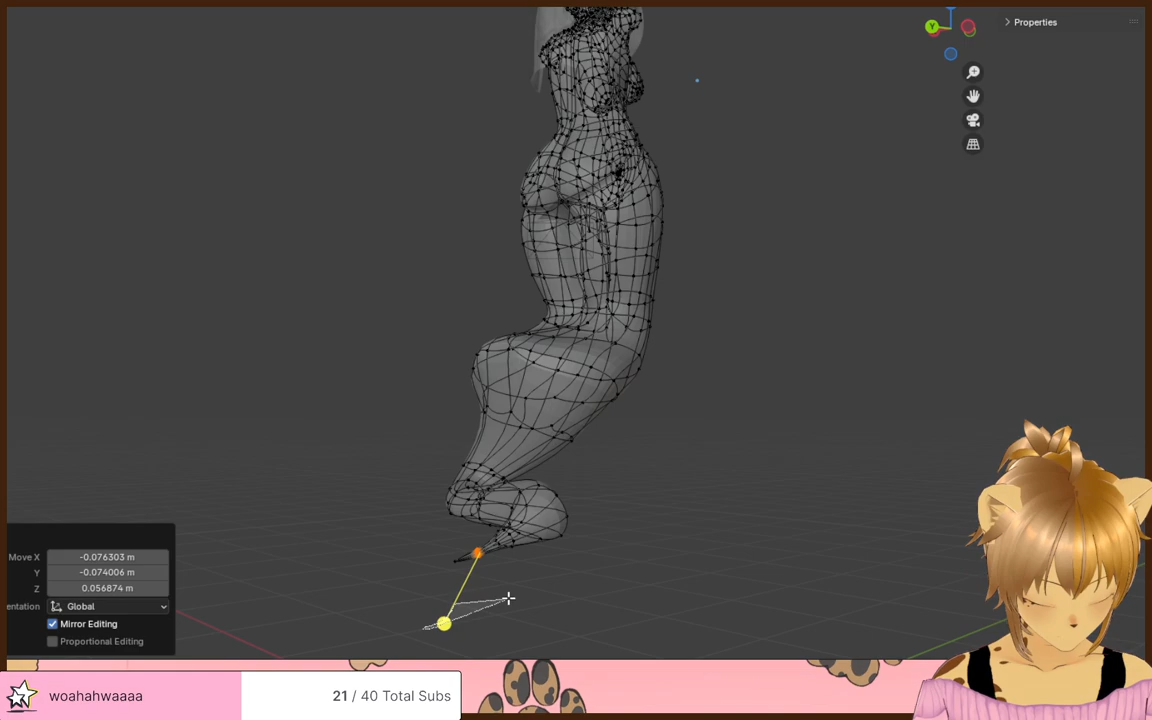 Y
Properties
Move X -0.076303 m
Y -0.074006 m
Z 0.056874 m
entation Global
Mirror Editing
Proportional Editing
woahahwaaaa 21 / 40 Total Subs